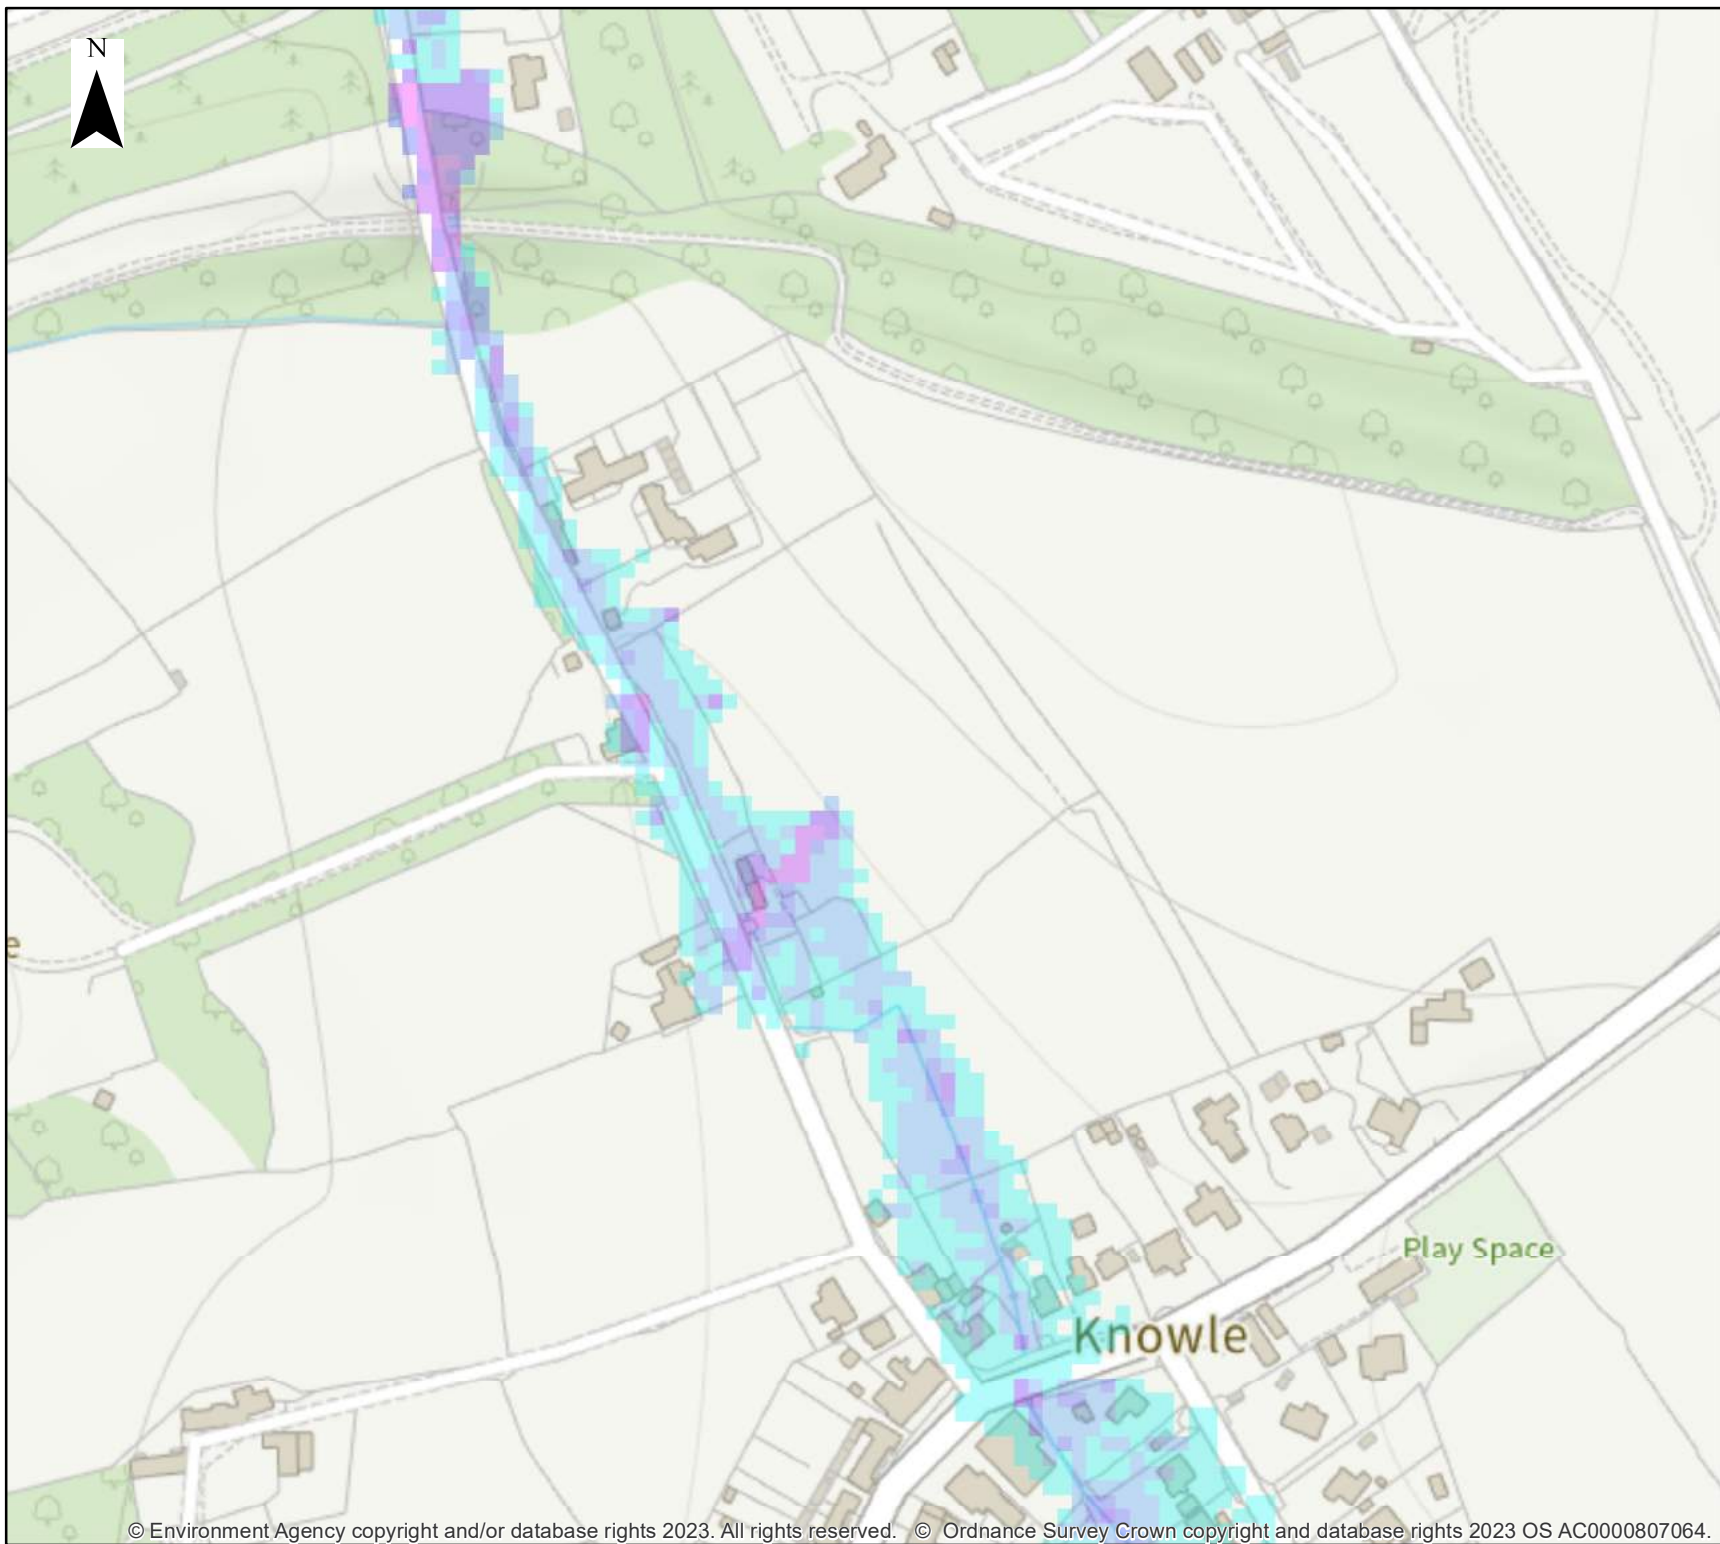 N
e
Play Space
Knowle
© Environment Agency copyright and/or database rights 2023. All rights reserved. © Ordnance Survey Crown copyright and database rights 2023 OS AC0000807064.